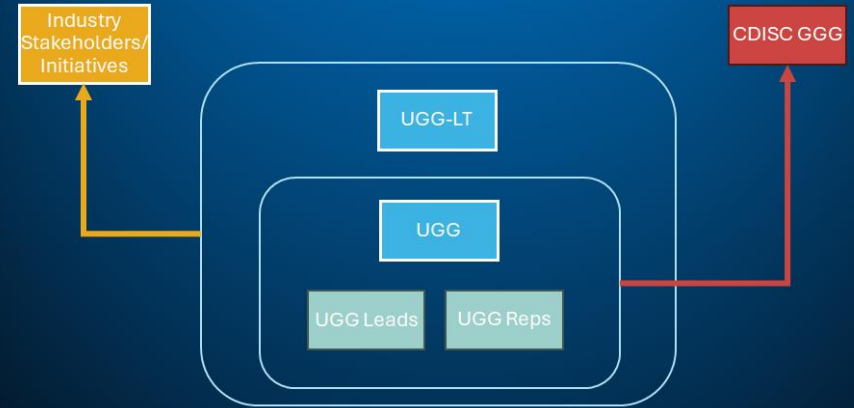 Industry
Stakeholders/
Initiatives
CDISC GGG
UGG-LT
UGG
UGG Leads
UGG Reps